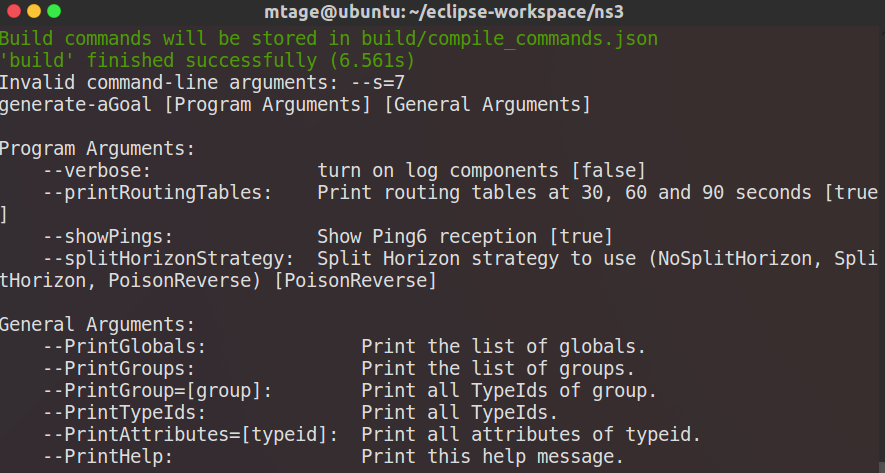 mtage@ubuntu: ~/eclipse-workspace/ns3
Build commands will be stored in build/compile_commands.json
'build' finished successfully (6.561s)
Invalid command-line arguments: --s=7
generate-aGoal [Program Arguments] [General Arguments]
Program Arguments:
--verbose: turn on log components [false]
--printRoutingTables: Print routing tables at 30, 60 and 90 seconds [true
]
--showPings: Show Ping6 reception [true]
--splitHorizonStrategy: Split Horizon strategy to use (NoSplitHorizon, Spli
tHorizon, PoisonReverse) [PoisonReverse]
General Arguments:
--PrintGlobals: Print the list of globals.
--PrintGroups: Print the list of groups.
--PrintGroup=[group]: Print all TypeIds of group.
--PrintTypeIds: Print all TypeIds.
--PrintAttributes=[typeid]: Print all attributes of typeid.
--PrintHelp: Print this help message.